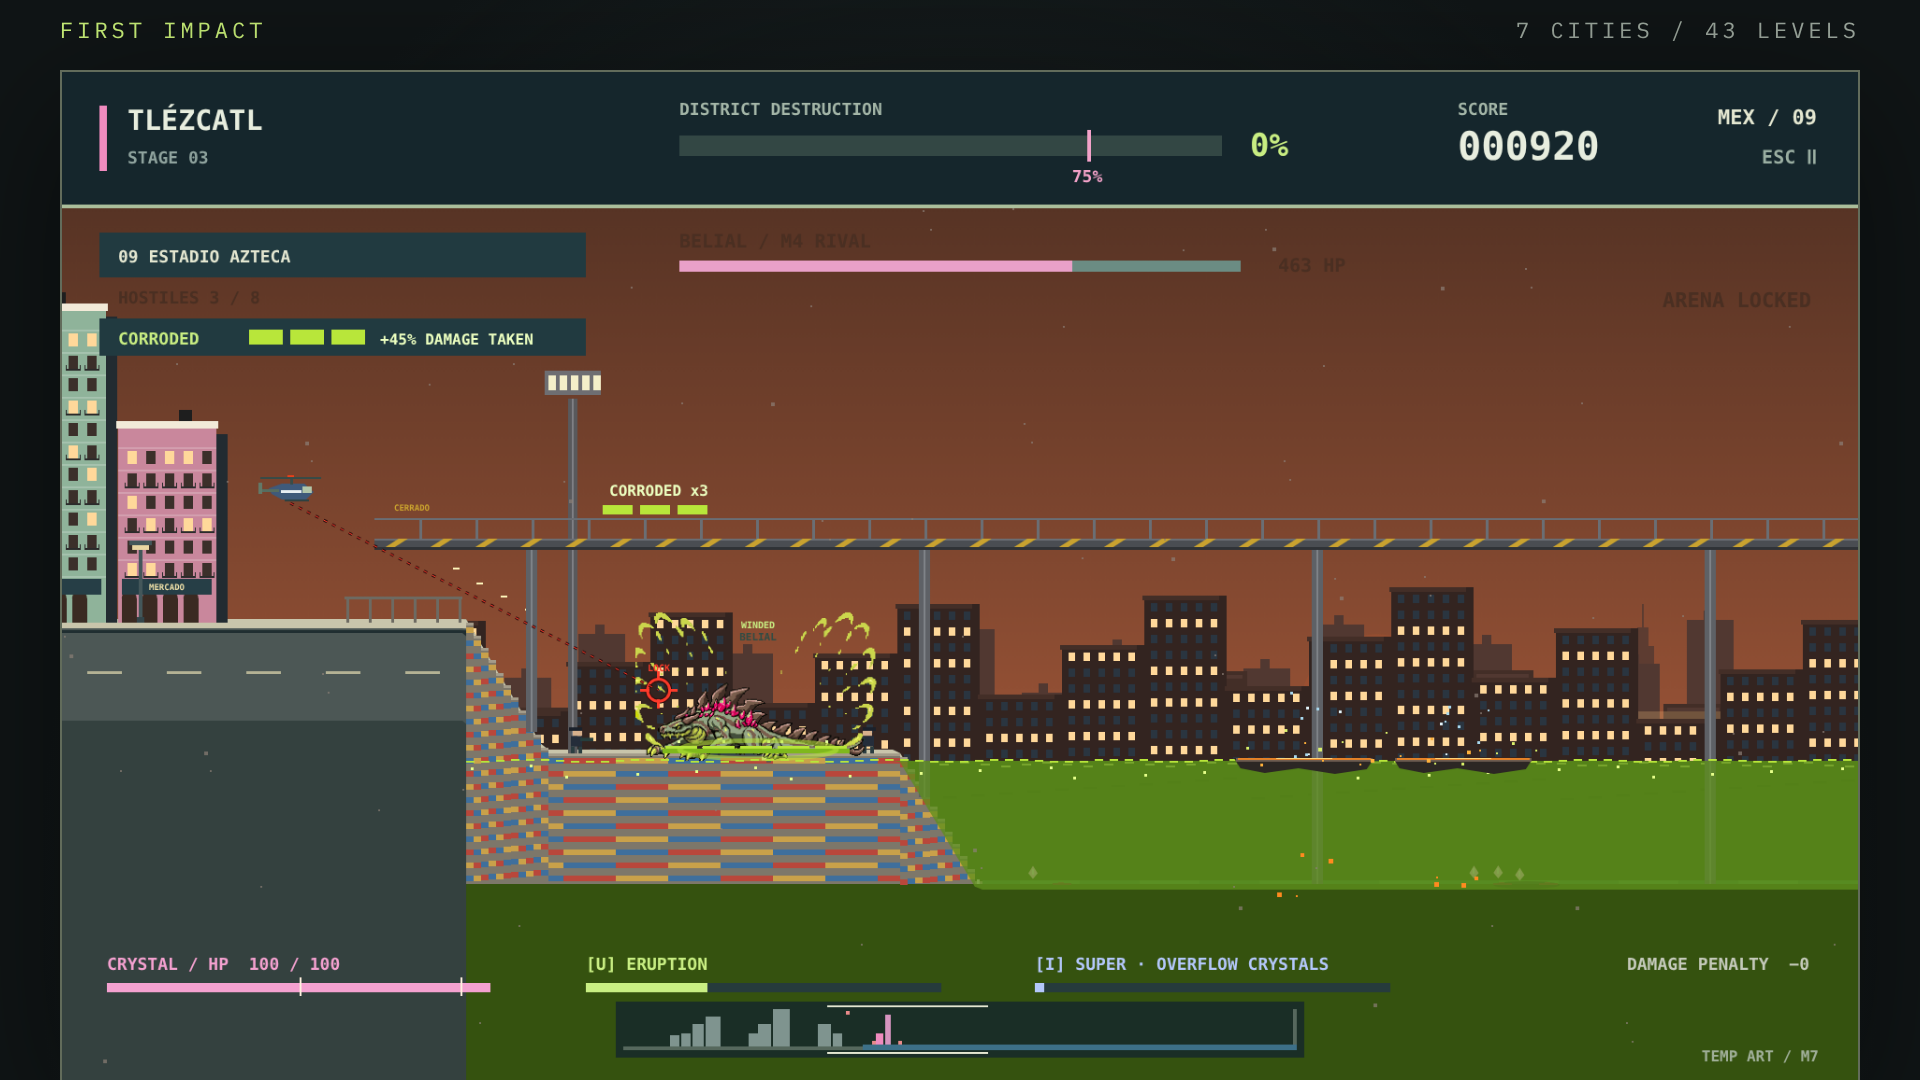 FIRST IMPACT
7 CITIES / 43 LEVELS
TLÉZCATL
STAGE 03
DISTRICT DESTRUCTION
0%
75%
SCORE
000920
MEX / 09
ESC II
09 ESTADIO AZTECA
BELIAL / M4 RIVAL
463 HP
HOSTILES 3 / 8
ARENA LOCKED
CORRODED
+45% DAMAGE TAKEN
CORRODED x3
CERRADO
MERCADO
WINDED
BELIAL
LOCK
CRYSTAL / HP 100 / 100
[U] ERUPTION
[I] SUPER · OVERFLOW CRYSTALS
DAMAGE PENALTY −0
TEMP ART / M7